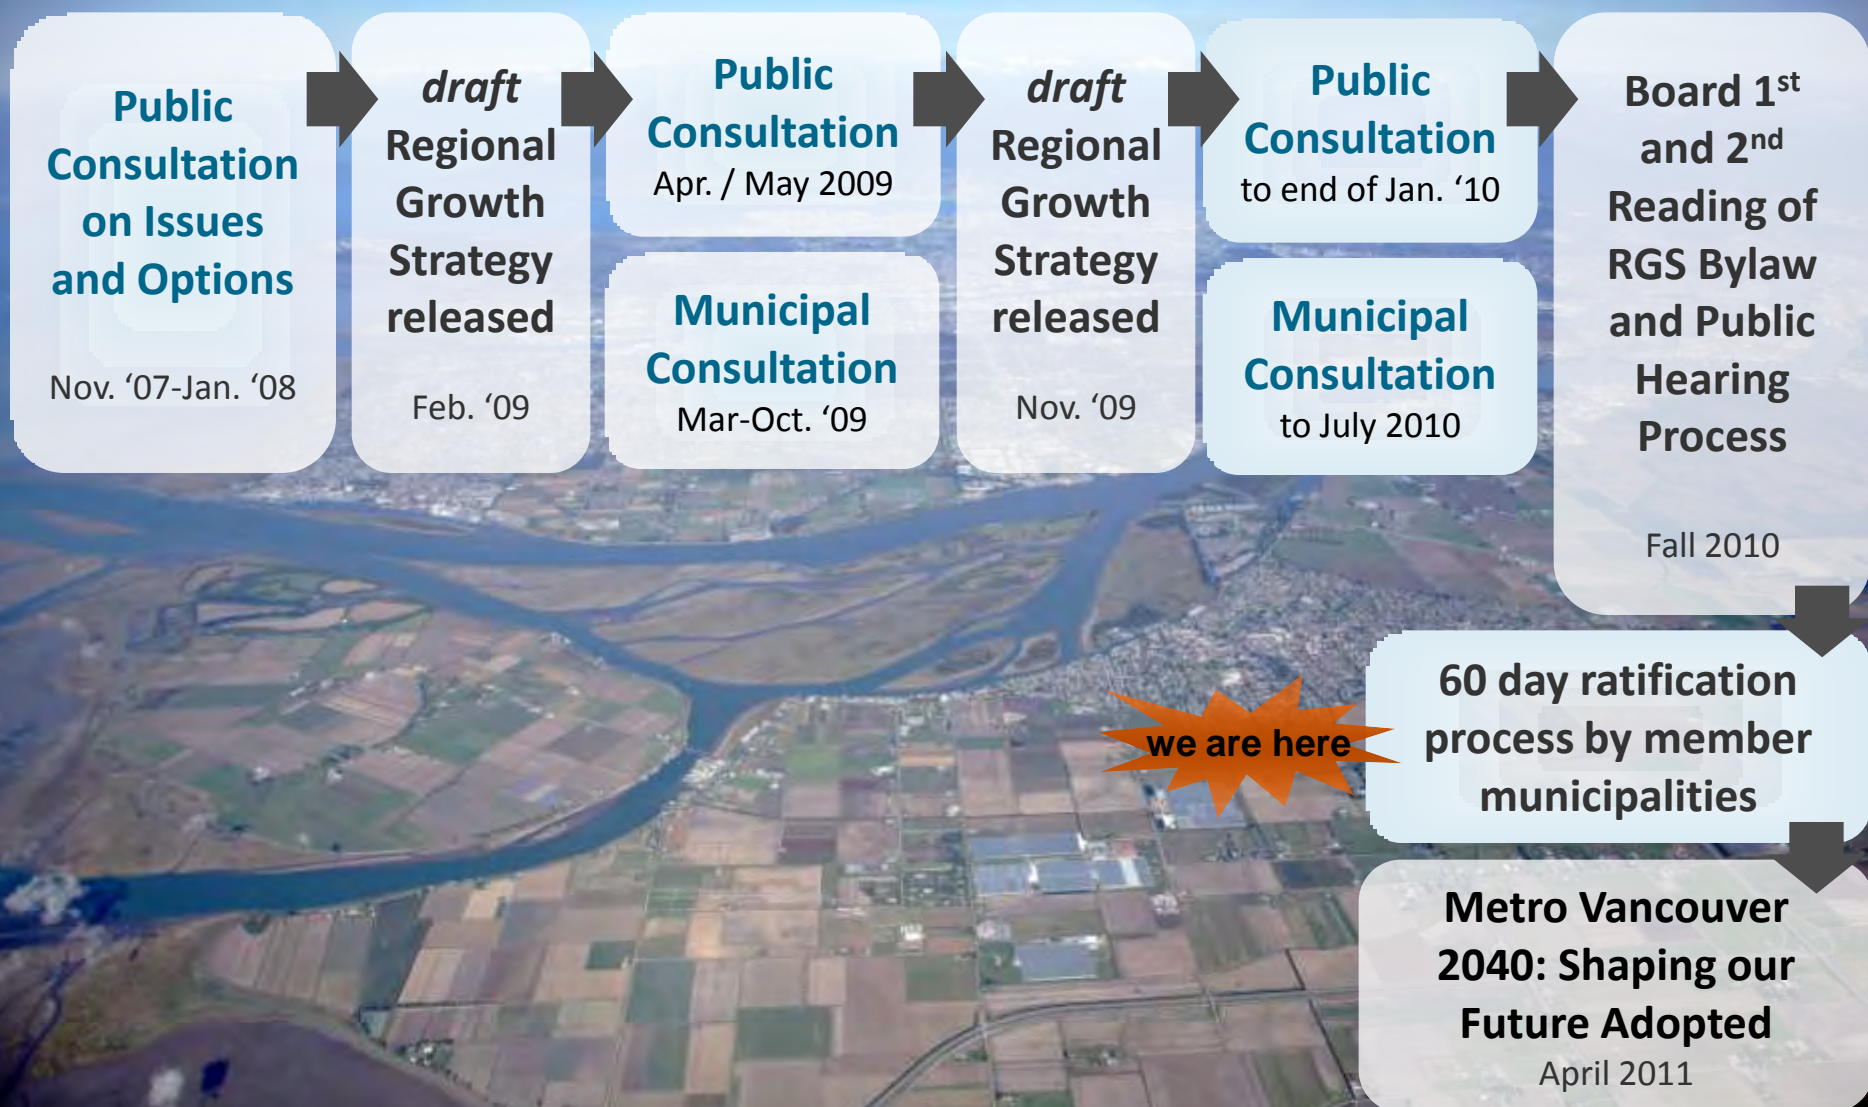 Public
Consultation
on Issues
and Options
Nov. ‘07-Jan. ‘08
draft
Regional
Growth
Strategy
released
Feb. ‘09
Public
Consultation
Apr. / May 2009
Municipal
Consultation
Mar-Oct. ‘09
draft
Regional
Growth
Strategy
released
Nov. ‘09
Public
Consultation
to end of Jan. ‘10
Municipal
Consultation
to July 2010
Board 1st
and 2nd
Reading of
RGS Bylaw
and Public
Hearing
Process
Fall 2010
60 day ratification
process by member
municipalities
we are here
Metro Vancouver
2040: Shaping our
Future Adopted
April 2011